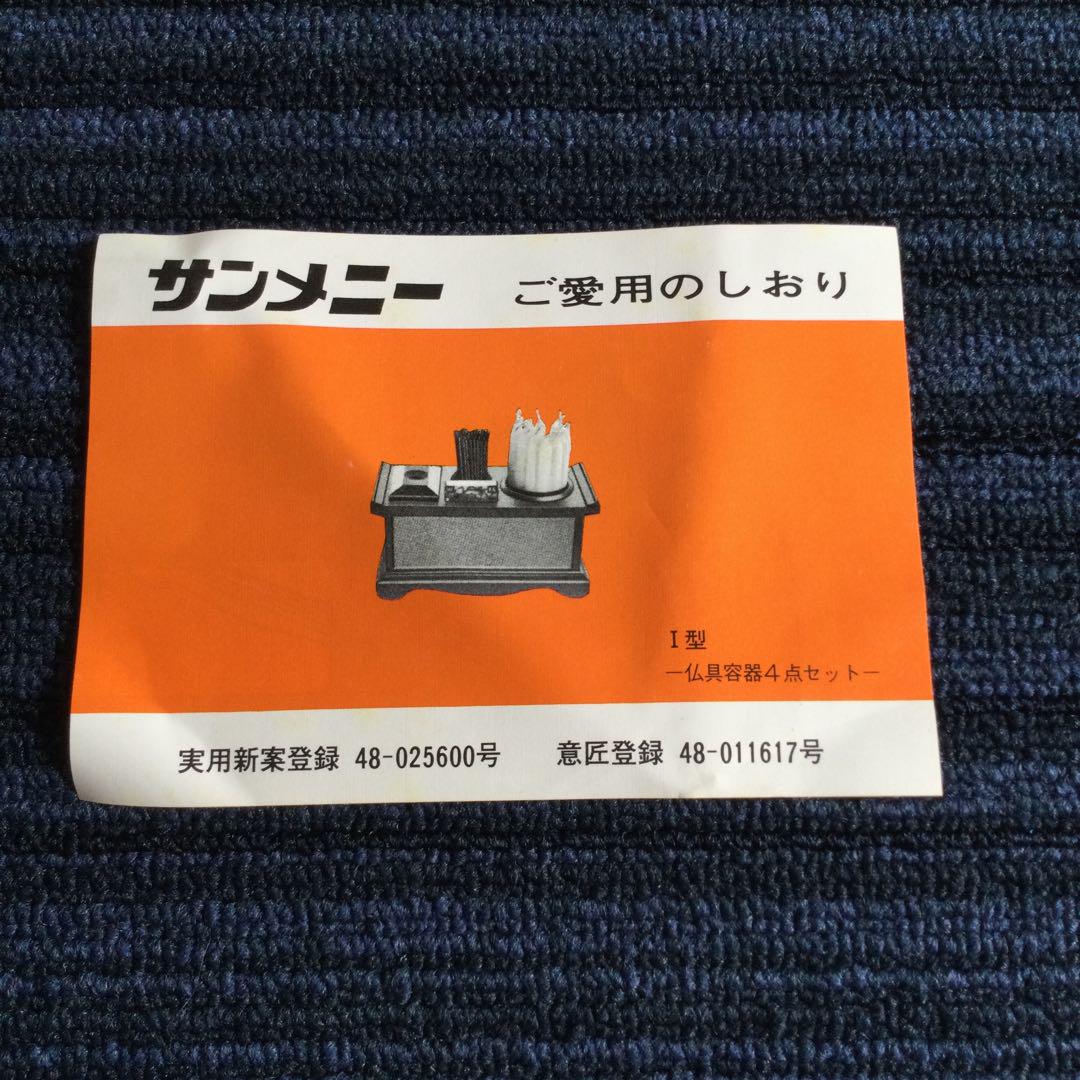 サンメニー ご愛用のしおり
I型
―仏具容器4点セット―
実用新案登録 48-025600号 意匠登録 48-011617号